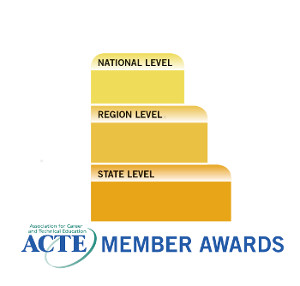 NATIONAL LEVEL
REGION LEVEL
STATE LEVEL
Association for Career
and Technical Education
ACTE MEMBER AWARDS